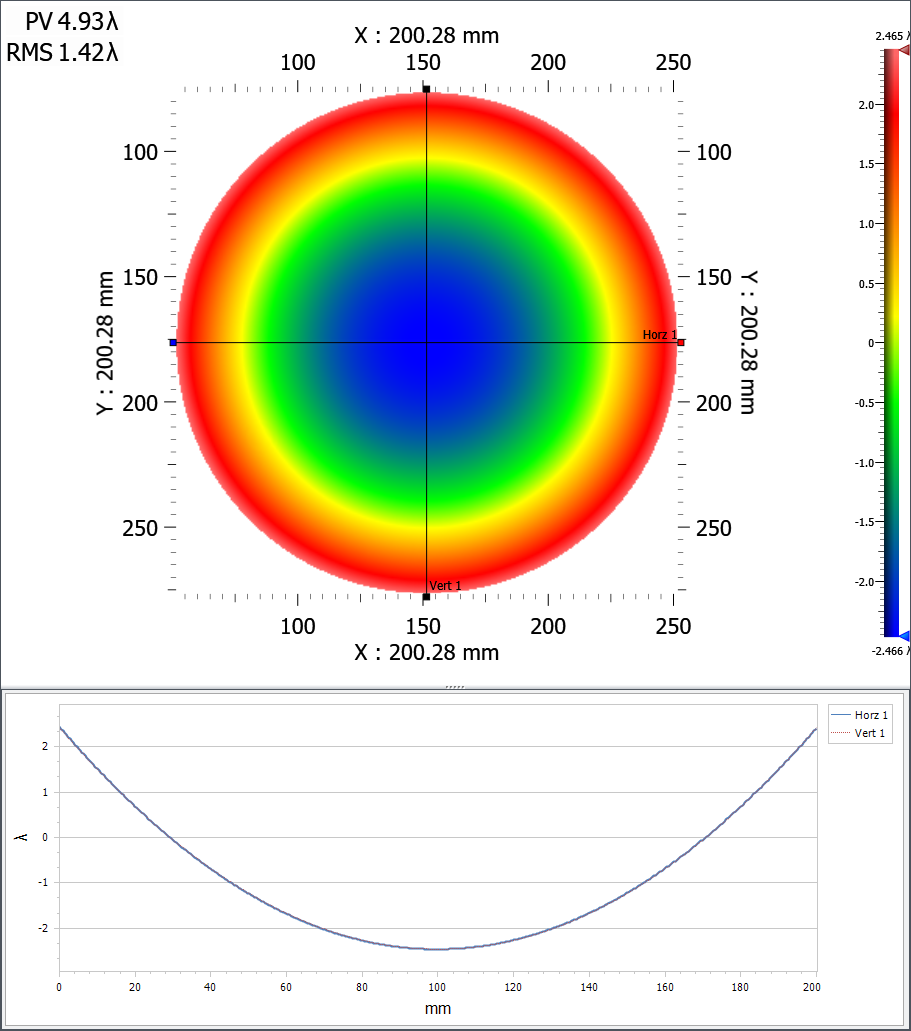 PV 4.93λ
RMS 1.42λ
X : 200.28 mm
100 150 200 250
100
150
200
250
Y : 200.28 mm
100
150
200
250
Y : 200.28 mm
Horz 1
Vert 1
100 150 200 250
X : 200.28 mm
2.465 λ
2.0
1.5
1.0
0.5
0
-0.5
-1.0
-1.5
-2.0
-2.466 λ
Horz 1
Vert 1
2
1
0
-1
-2
λ
0 20 40 60 80 100 120 140 160 180 200
mm